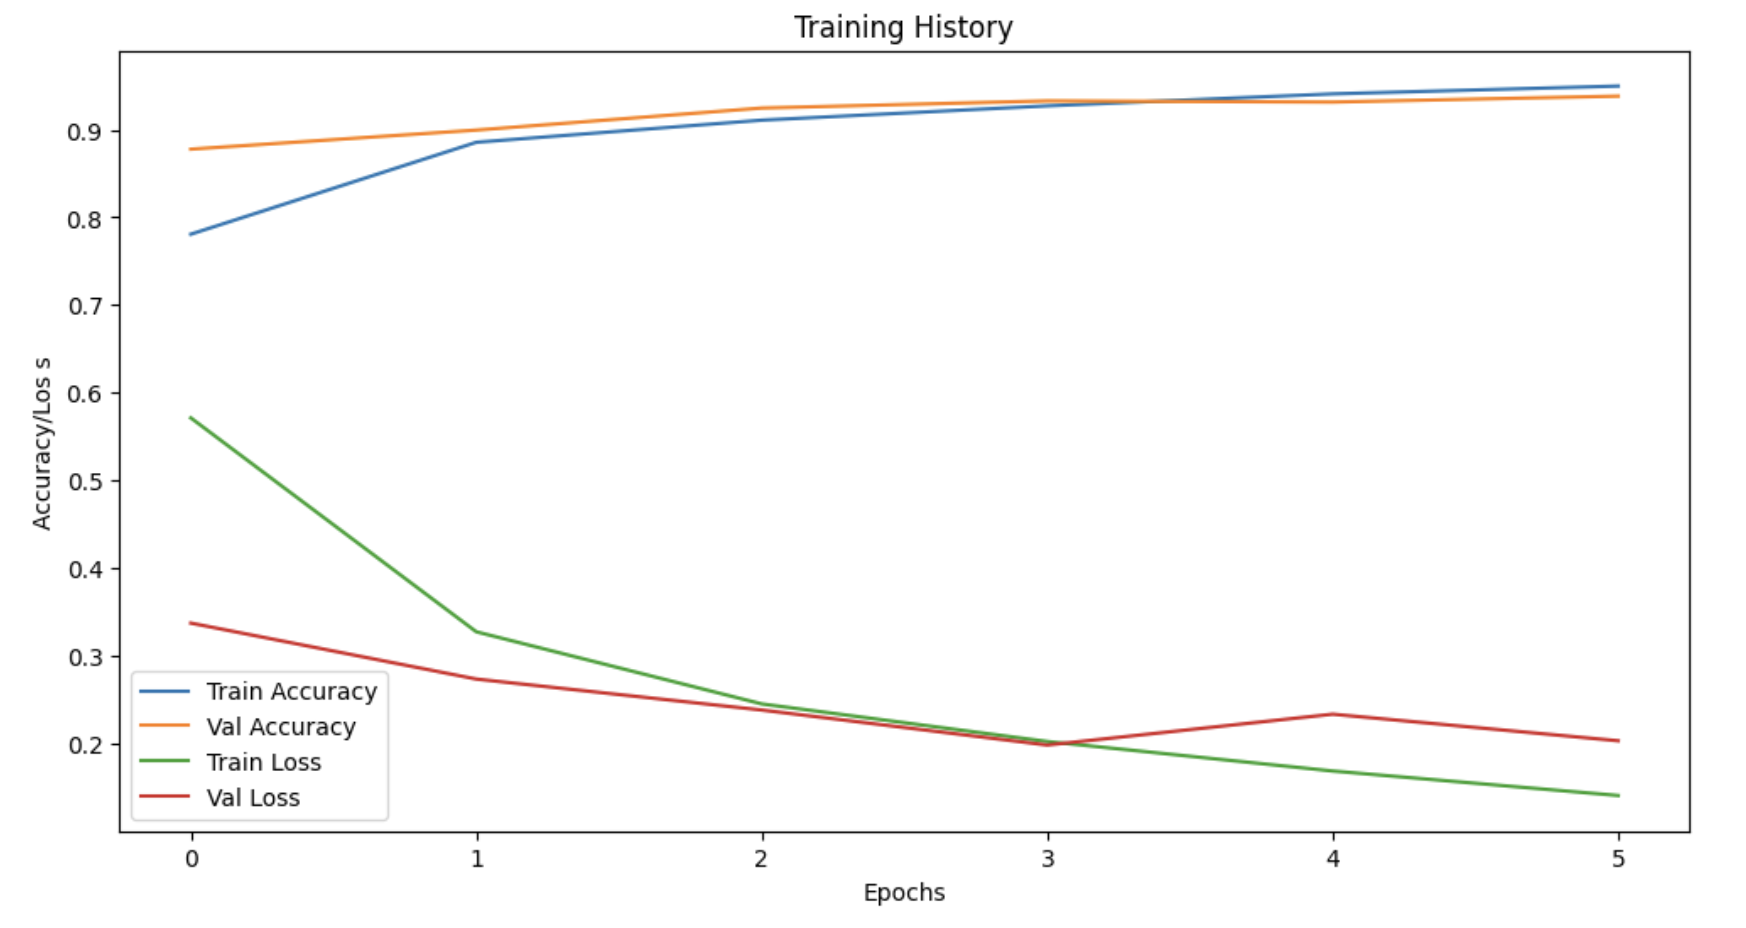 Training History
Accuracy/Los s
0.9
0.8
0.7
0.6
0.5
0.4
0.3
0.2
Train Accuracy
Val Accuracy
Train Loss
Val Loss
0 1 2 3 4 5
Epochs